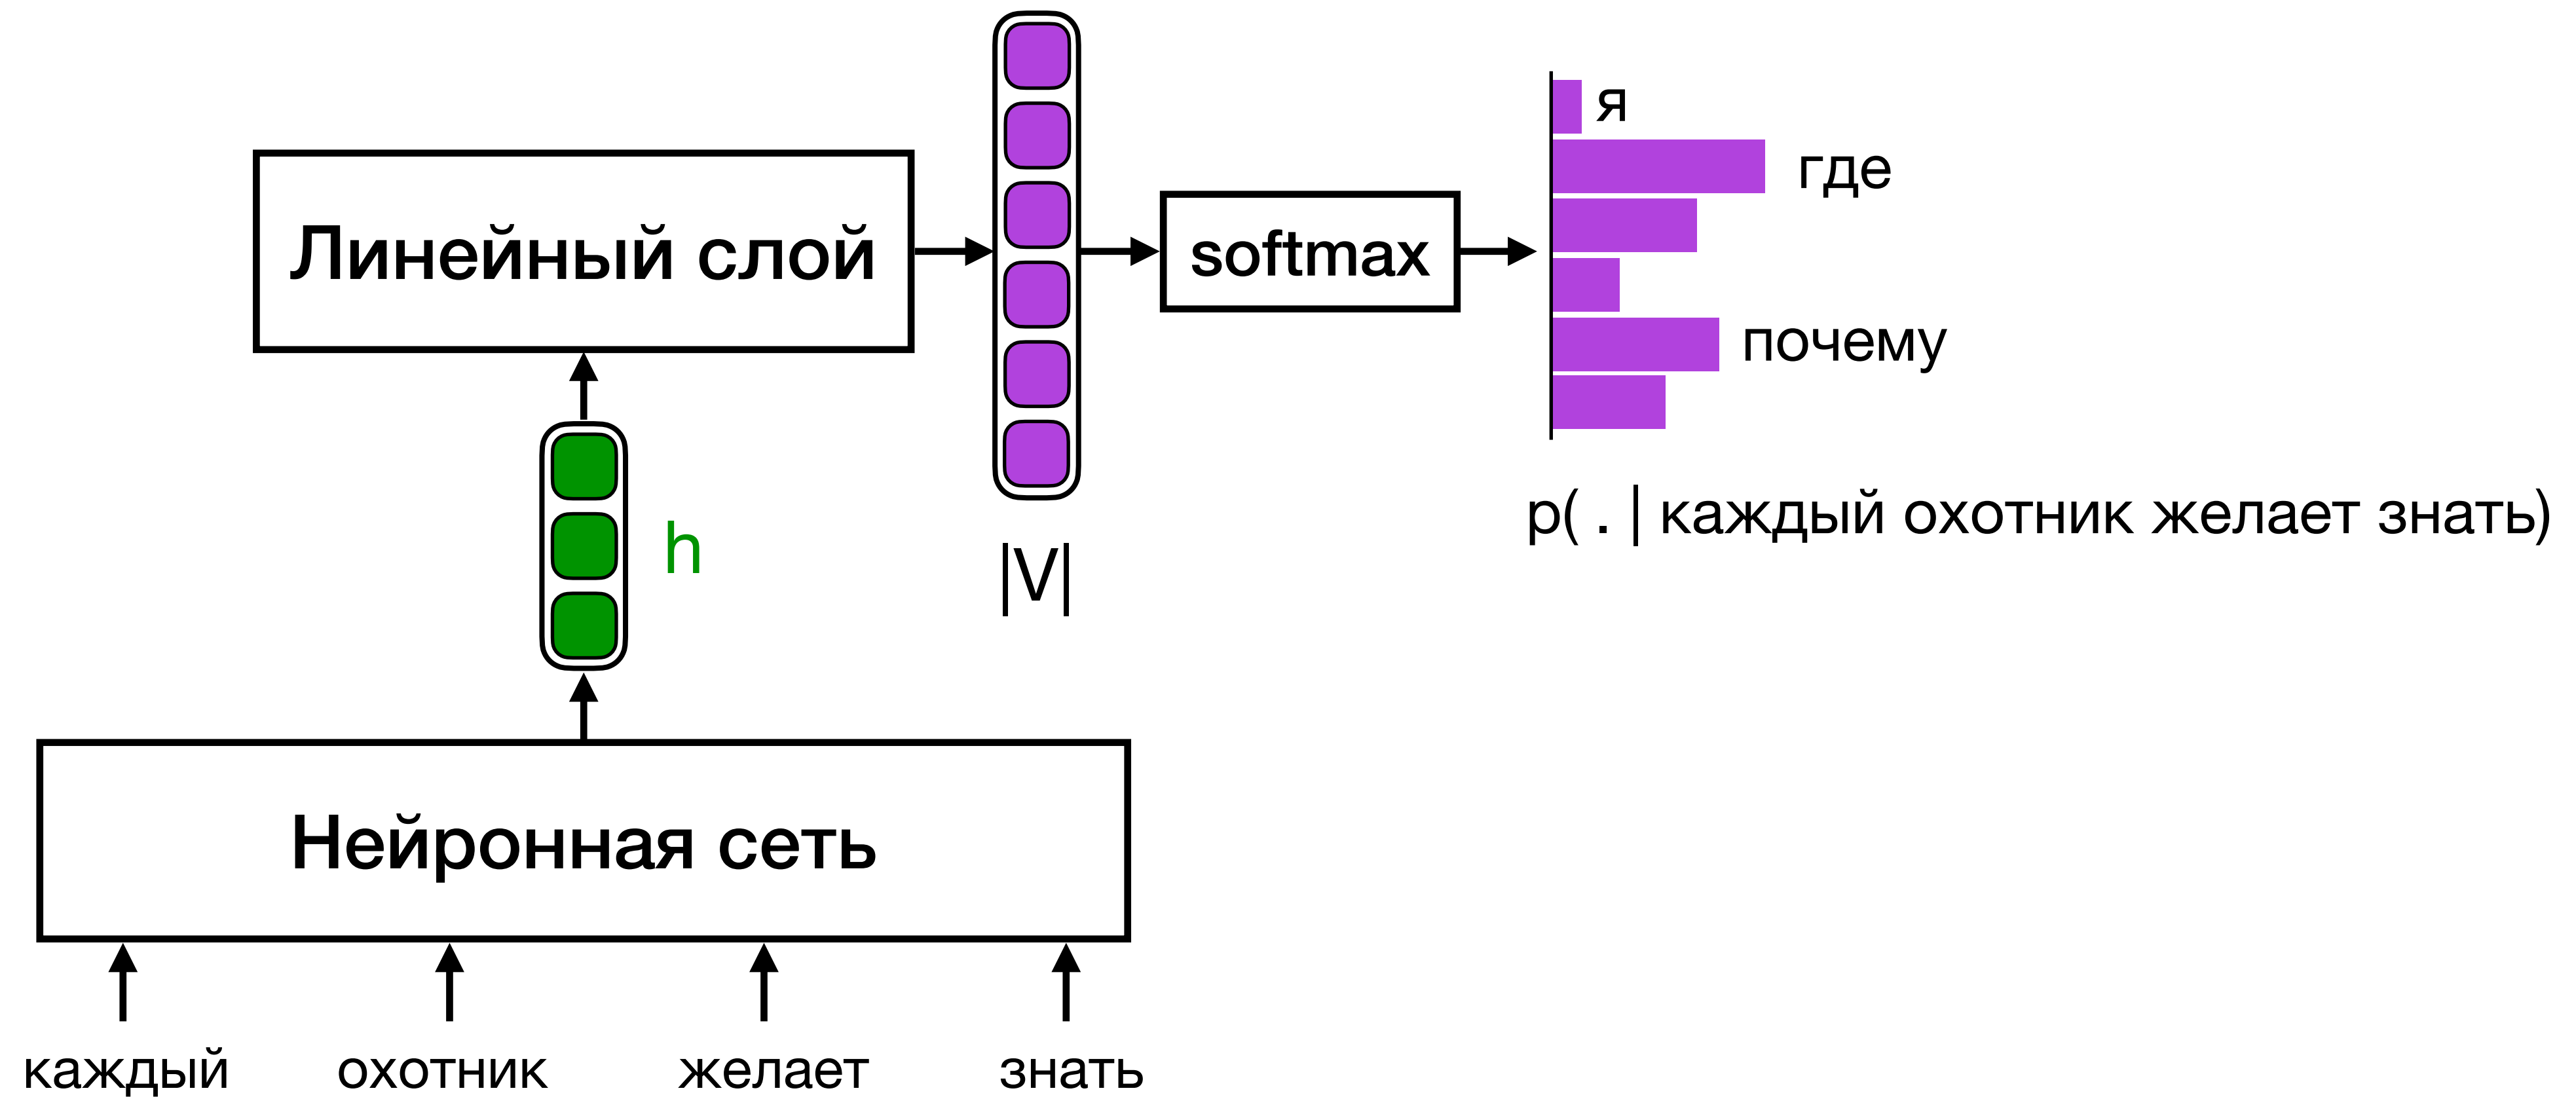 я
где
Линейный слой
softmax
почему
p( . | каждый охотник желает знать)
h
|V|
Нейронная сеть
каждый охотник желает знать